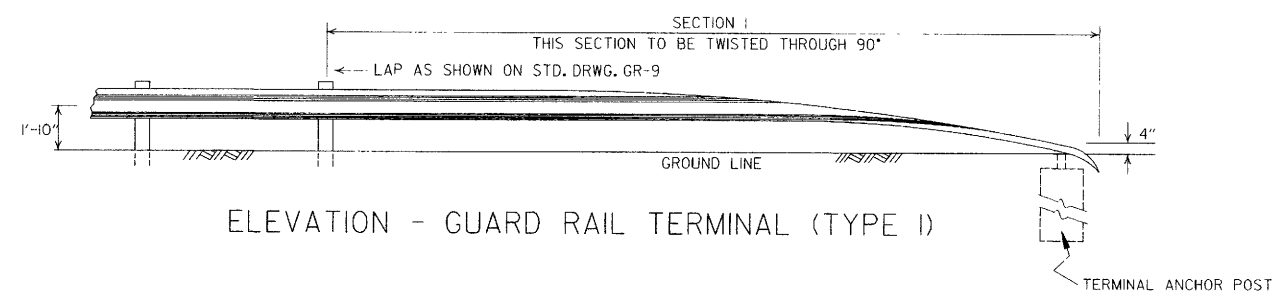 SECTION I
THIS SECTION TO BE TWISTED THROUGH 90°
LAP AS SHOWN ON STD. DRWG. GR-9
1'-10"
4"
GROUND LINE
ELEVATION - GUARD RAIL TERMINAL (TYPE I)
TERMINAL ANCHOR POST